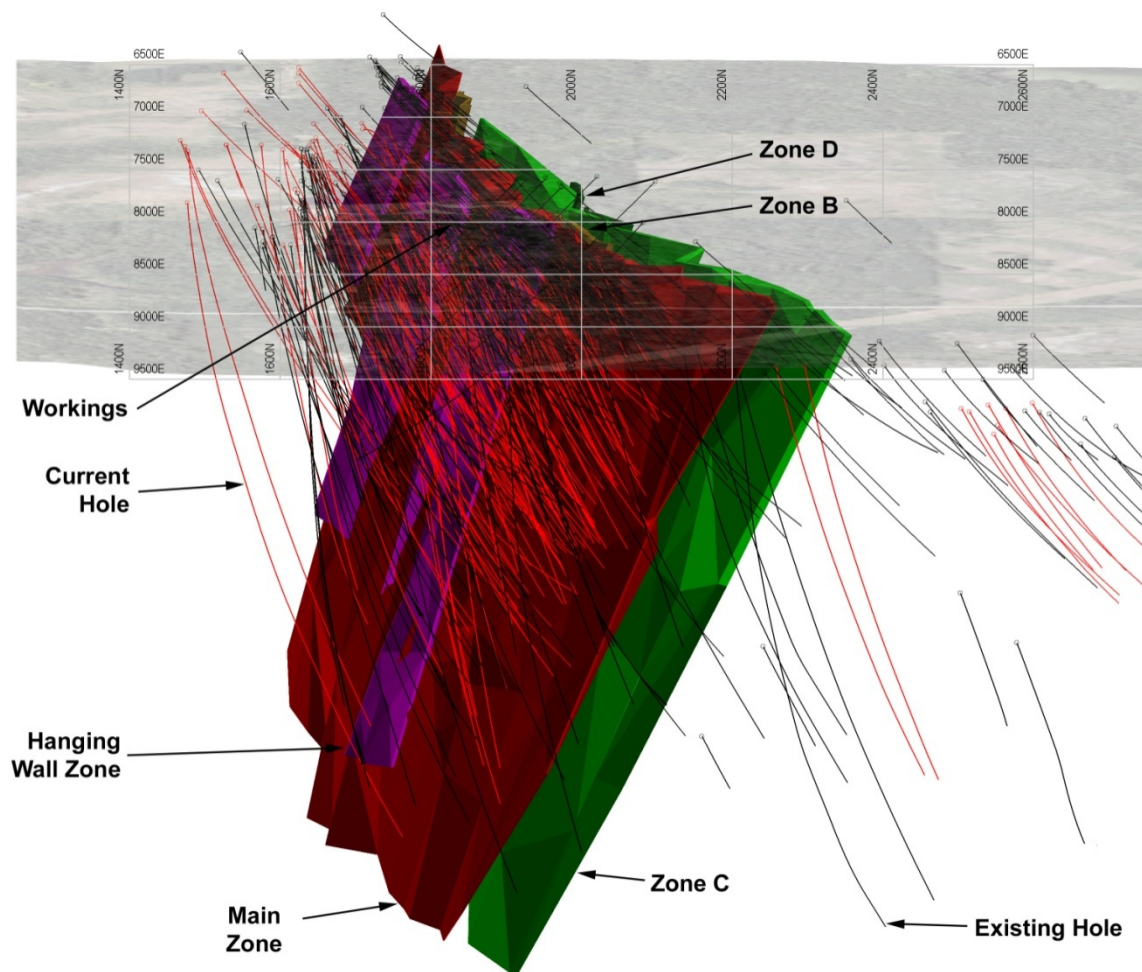 6500E
7000E
7500E
8000E
8500E
9000E
9500E
6500E
7000E
7500E
8000E
8500E
9000E
9500E
1400N
1600N
2000N
2200N
2400N
2600N
1400N
1600N
2000N
2400N
Zone D
Zone B
Workings
Current
Hole
Hanging
Wall Zone
Main
Zone
Zone C
Existing Hole